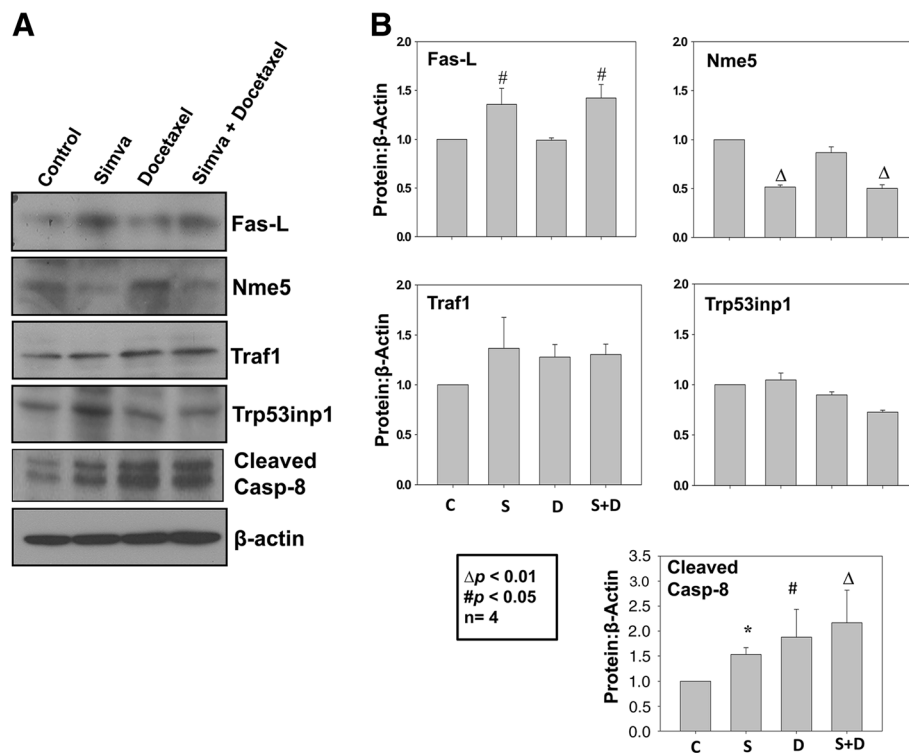 A
Control
Simva
Docetaxel
Simva + Docetaxel
Fas-L
Nme5
Traf1
Trp53inp1
Cleaved
Casp-8
β-actin
B
Protein:β-Actin
2.0
1.5
1.0
0.5
0.0
Fas-L
#
#
2.0
1.5
1.0
0.5
0.0
Nme5
Δ
Δ
Protein:β-Actin
2.0
1.5
1.0
0.5
0.0
Traf1
C S D S+D
2.0
1.5
1.0
0.5
0.0
Trp53inp1
Δp < 0.01
#p < 0.05
n= 4
Protein:β-Actin
3.5
3.0
2.5
2.0
1.5
1.0
0.5
0.0
Cleaved
Casp-8
*
#
Δ
C S D S+D